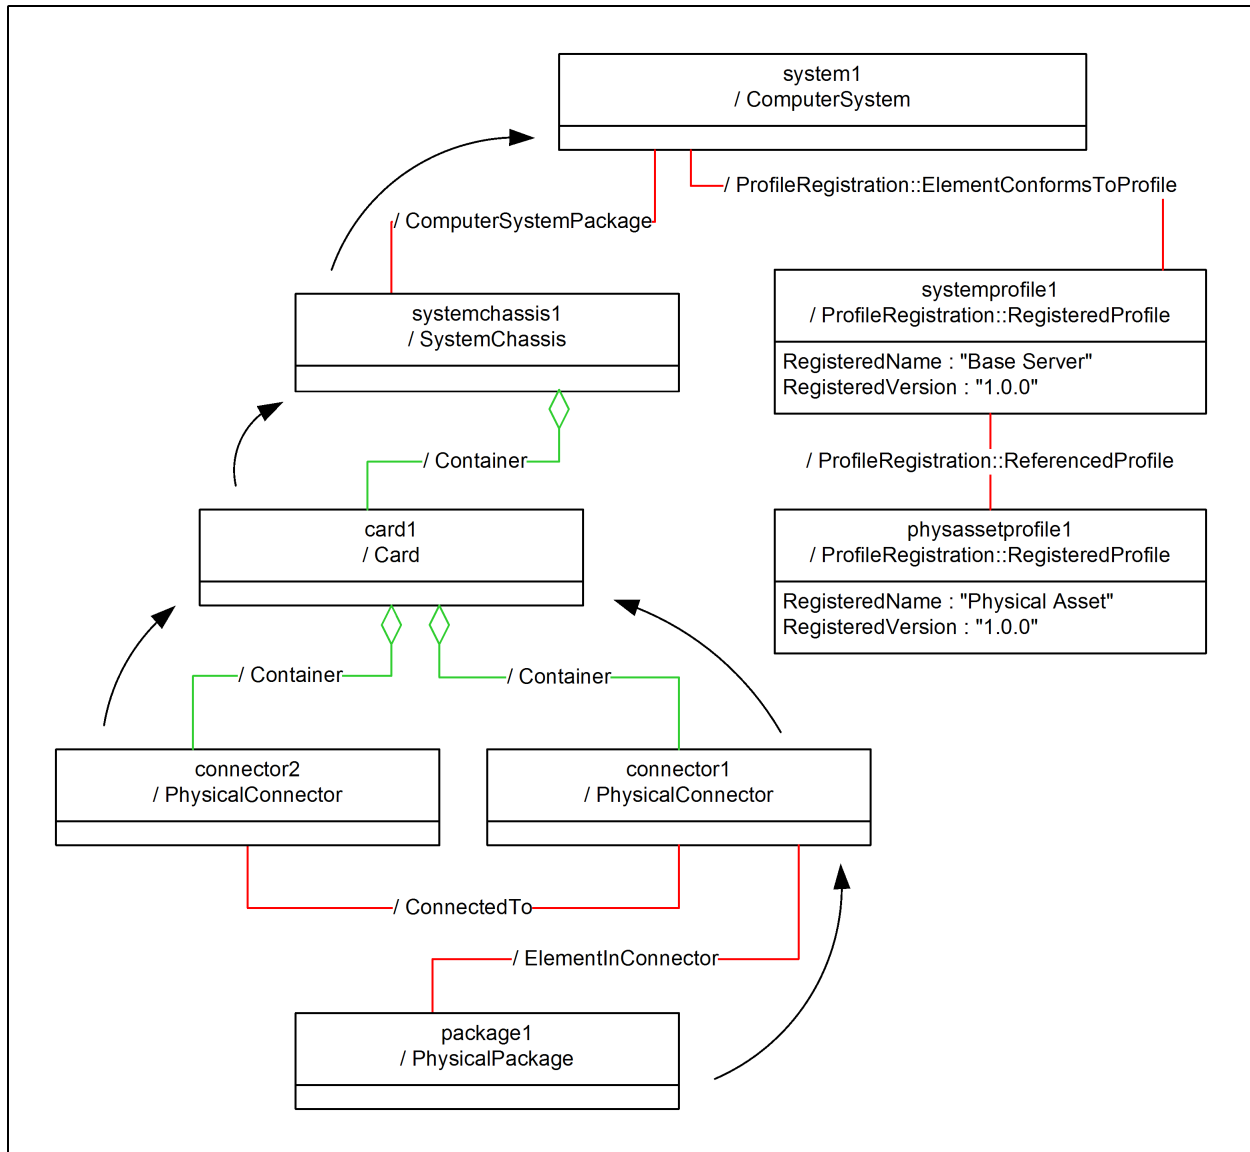 system1
/ ComputerSystem
/ ProfileRegistration::ElementConformsToProfile
/ ComputerSystemPackage
systemprofile1
/ ProfileRegistration::RegisteredProfile
RegisteredName : "Base Server"
RegisteredVersion : "1.0.0"
systemchassis1
/ SystemChassis
/ Container
/ ProfileRegistration::ReferencedProfile
card1
/ Card
physassetprofile1
/ ProfileRegistration::RegisteredProfile
RegisteredName : "Physical Asset"
RegisteredVersion : "1.0.0"
/ Container
/ Container
connector2
/ PhysicalConnector
connector1
/ PhysicalConnector
/ ConnectedTo
/ ElementInConnector
package1
/ PhysicalPackage